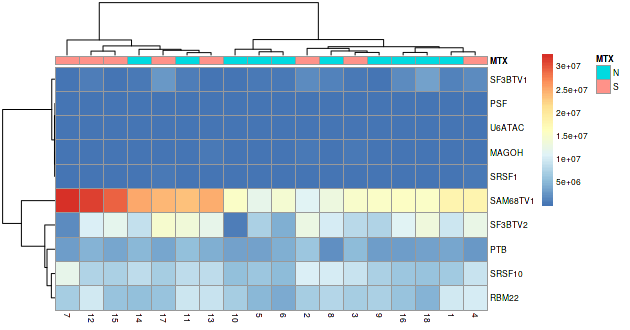 MTX
SF3BTV1
PSF
U6ATAC
MAGOH
SRSF1
SAM68TV1
SF3BTV2
PTB
SRSF10
RBM22
7 12 15 14 17 11 13 10 5 6 2 8 3 9 16 18 1 4
3e+07
2.5e+07
2e+07
1.5e+07
1e+07
5e+06
MTX
N
S